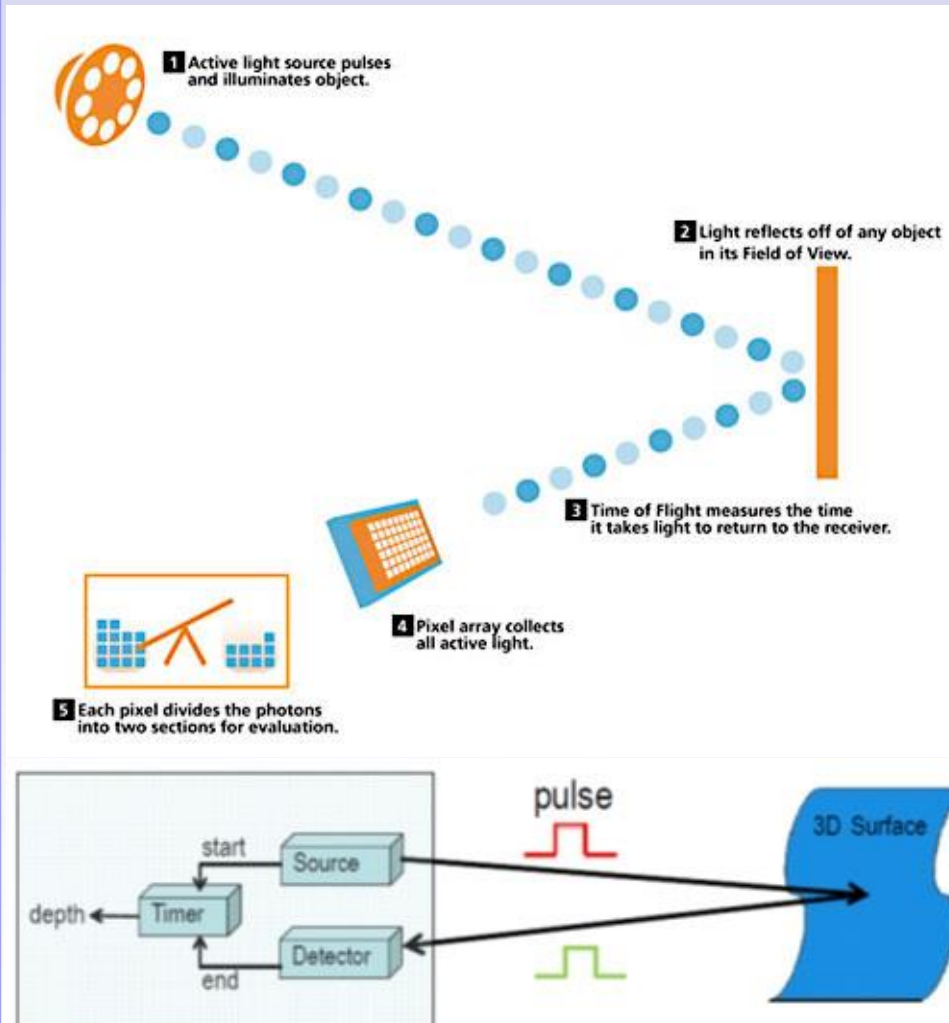 1 Active light source pulses
and illuminates object.
2 Light reflects off of any object
in its Field of View.
3 Time of Flight measures the time
it takes light to return to the receiver.
4 Pixel array collects
all active light.
5 Each pixel divides the photons
into two sections for evaluation.
pulse
3D Surface
start
Source
depth
Timer
Detector
end